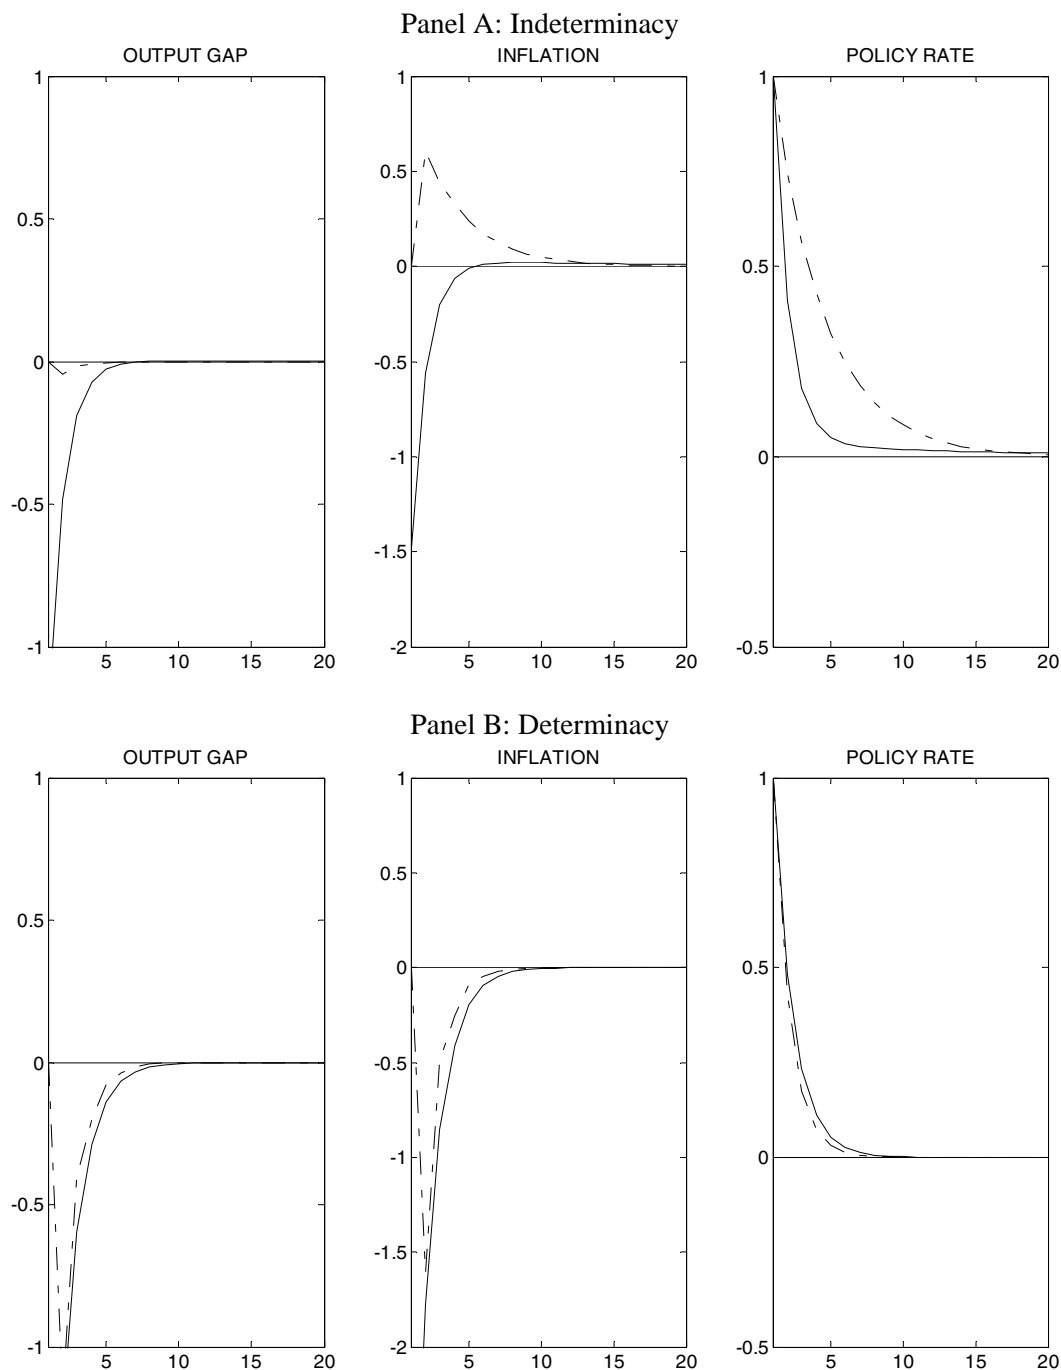 Panel A: Indeterminacy
OUTPUT GAP INFLATION POLICY RATE
1 1 1
0.5
0.5
0 0 0.5
-0.5
-0.5 -1 0
-1.5
-1 -2 -0.5
5 10 15 20 5 10 15 20 5 10 15 20
Panel B: Determinacy
OUTPUT GAP INFLATION POLICY RATE
1 1 1
0.5
0.5
0 0.5
0 -0.5
-1 0
-0.5
-1.5
-1 -2 -0.5
5 10 15 20 5 10 15 20 5 10 15 20